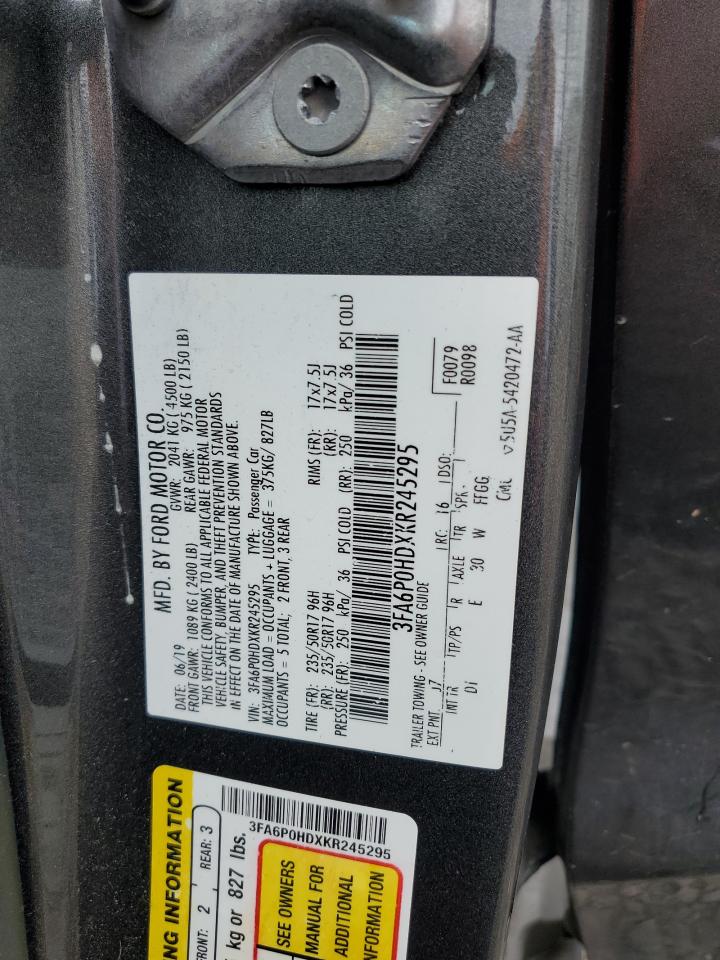 MFD. BY FORD MOTOR CO.
DATE: 06/19 GVWR: 2041 KG ( 4500 LB)
FRONT GAWR: 1089 KG ( 2400 LB) REAR GAWR: 975 KG ( 2150 LB)
THIS VEHICLE CONFORMS TO ALL APPLICABLE FEDERAL MOTOR
VEHICLE SAFETY, BUMPER, AND THEFT PREVENTION STANDARDS
IN EFFECT ON THE DATE OF MANUFACTURE SHOWN ABOVE.
VIN: 3FA6P0HDXKR245295 TYPE: Passenger Car
MAXIMUM LOAD = OCCUPANTS + LUGGAGE = 375KG/ 827LB
OCCUPANTS = 5 TOTAL; 2 FRONT, 3 REAR
TIRE (FR): 235/50R17 96H RIMS (FR): 17x7.5J
(RR): 235/50R17 96H (RR): 17x7.5J
PRESSURE (FR): 250 kPa/ 36 PSI COLD (RR): 250 kPa/ 36 PSI COLD
3FA6P0HDXKR245295
TRAILER TOWING - SEE OWNER GUIDE
F0079
R0098
EXT PNT: J7 RC: 16 DSO:
INT TR TP/PS R AXLE TR SPR
DI E 30 W FFGG
5U5A-5420472-AA
NG INFORMATION
FRONT: 2 REAR: 3
kg or 827 lbs.
3FA6P0HDXKR245295
SEE OWNERS
MANUAL FOR
ADDITIONAL
INFORMATION